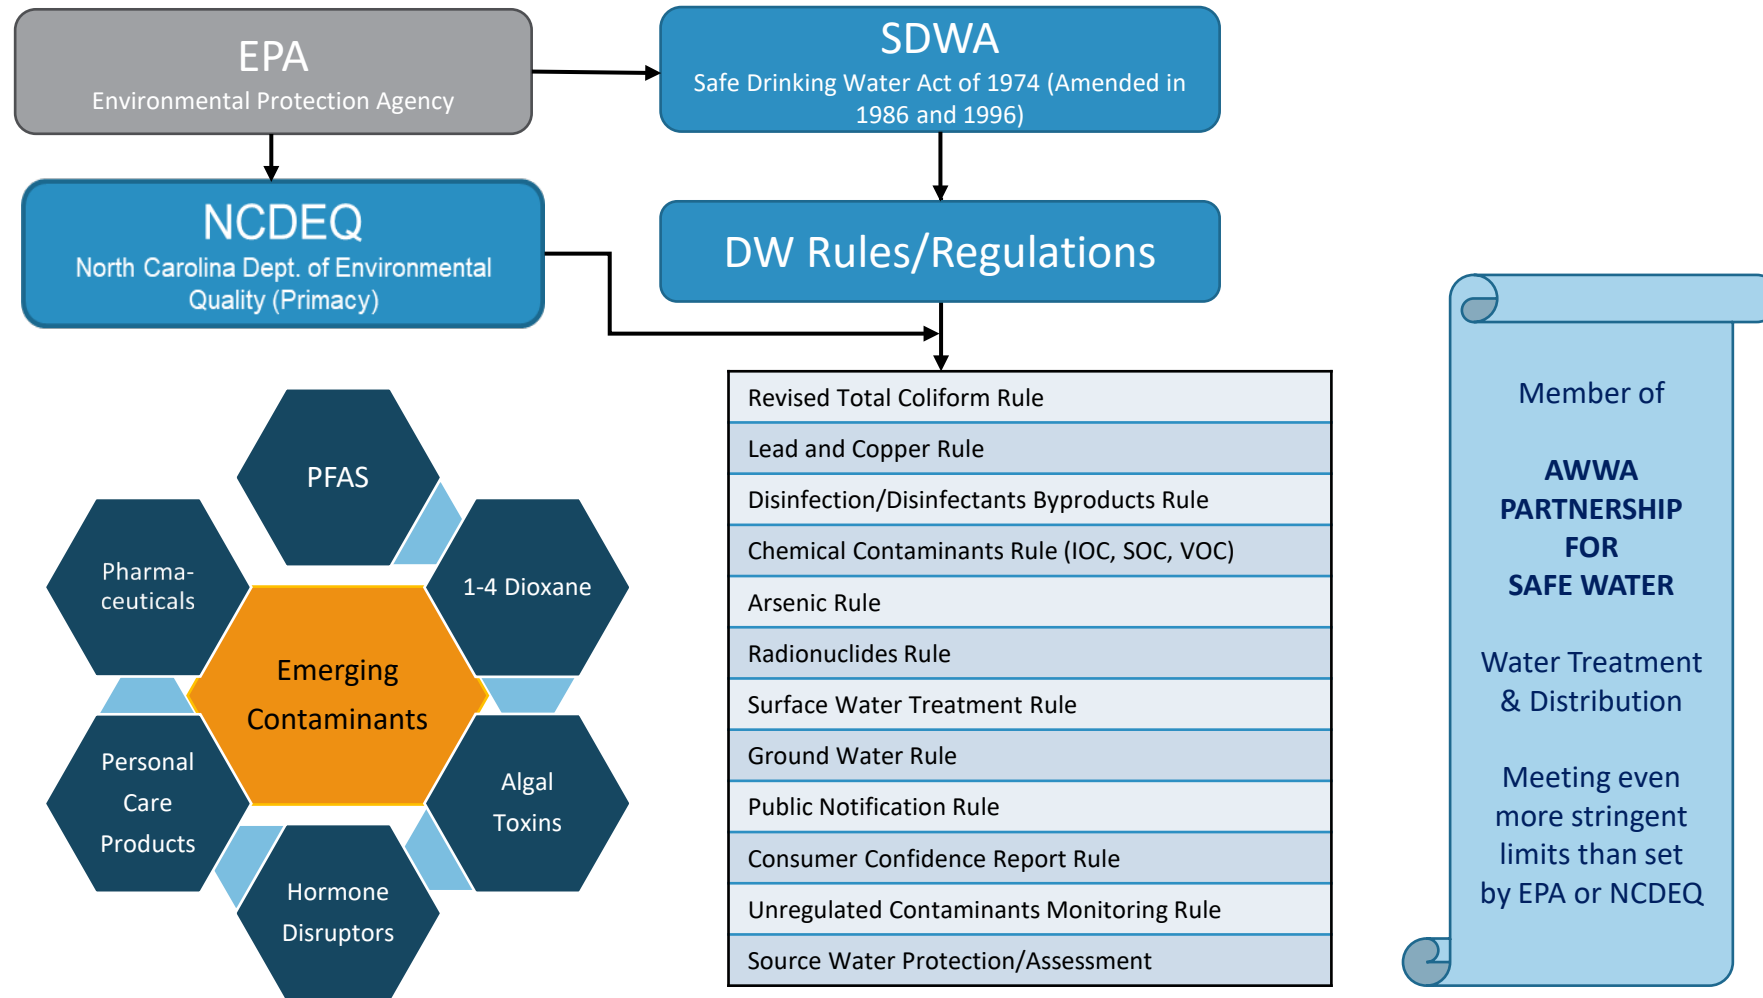 EPA
Environmental Protection Agency
SDWA
Safe Drinking Water Act of 1974 (Amended in
1986 and 1996)
NCDEQ
North Carolina Dept. of Environmental
Quality (Primacy)
DW Rules/Regulations
Revised Total Coliform Rule
Lead and Copper Rule
Disinfection/Disinfectants Byproducts Rule
Chemical Contaminants Rule (IOC, SOC, VOC)
Arsenic Rule
Radionuclides Rule
Surface Water Treatment Rule
Ground Water Rule
Public Notification Rule
Consumer Confidence Report Rule
Unregulated Contaminants Monitoring Rule
Source Water Protection/Assessment
Emerging
Contaminants
PFAS
1-4 Dioxane
Algal
Toxins
Hormone
Disruptors
Personal
Care
Products
Pharma-
ceuticals
Member of
AWWA
PARTNERSHIP
FOR
SAFE WATER
Water Treatment
& Distribution
Meeting even
more stringent
limits than set
by EPA or NCDEQ